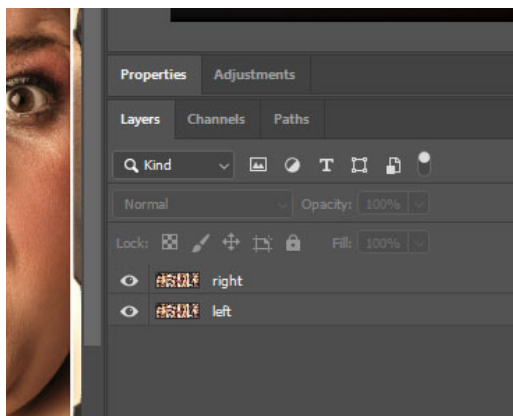 Properties Adjustments
Layers Channels Paths
Kind T
Normal Opacity: 100%
Lock: Fill: 100%
right
left